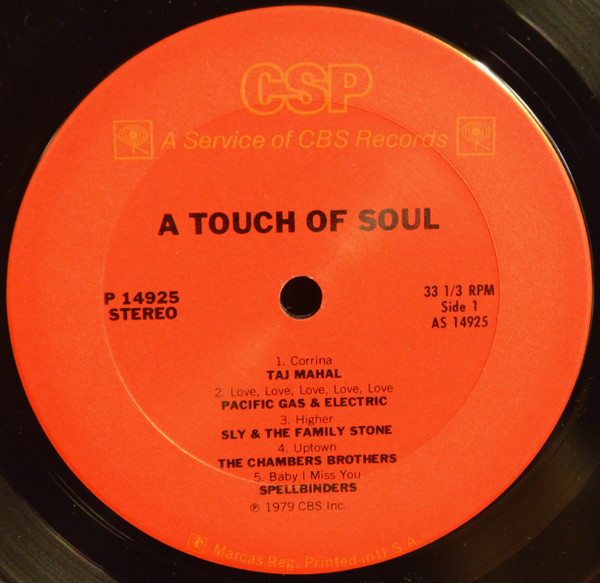 CSP
A Service of CBS Records
A TOUCH OF SOUL
P 14925
STEREO
33 1/3 RPM
Side 1
AS 14925
1. Corrina
TAJ MAHAL
2. Love, Love, Love, Love, Love
PACIFIC GAS & ELECTRIC
3. Higher
SLY & THE FAMILY STONE
4. Uptown
THE CHAMBERS BROTHERS
5. Baby I Miss You
SPELLBINDERS
℗ 1979 CBS Inc.
Marcas Reg. Printed in U.S.A.